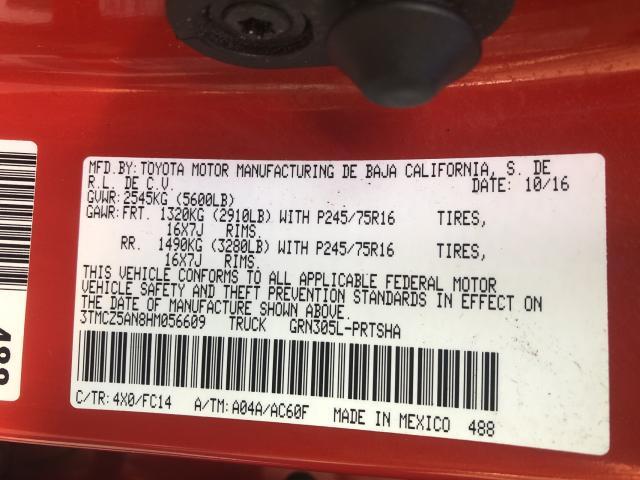 MFD.BY:TOYOTA MOTOR MANUFACTURING DE BAJA CALIFORNIA, S. DE
R.L. DE C.V. DATE: 10/16
GVWR:2545KG (5600LB)
GAWR:FRT. 1320KG (2910LB) WITH P245/75R16 TIRES,
16X7J RIMS.
RR. 1490KG (3280LB) WITH P245/75R16 TIRES,
16X7J RIMS.
THIS VEHICLE CONFORMS TO ALL APPLICABLE FEDERAL MOTOR
VEHICLE SAFETY AND THEFT PREVENTION STANDARDS IN EFFECT ON
THE DATE OF MANUFACTURE SHOWN ABOVE.
3TMCZ5AN8HM056609 TRUCK GRN305L-PRTSHA
C/TR:4X0/FC14 A/TM:A04A/AC60F MADE IN MEXICO 488